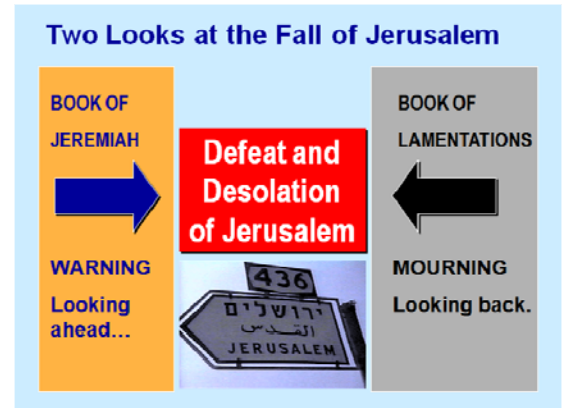 Two Looks at the Fall of Jerusalem
BOOK OF
JEREMIAH
WARNING
Looking
ahead...
Defeat and
Desolation
of Jerusalem
436
ירושלים
القدس
JERUSALEM
BOOK OF
LAMENTATIONS
MOURNING
Looking back.